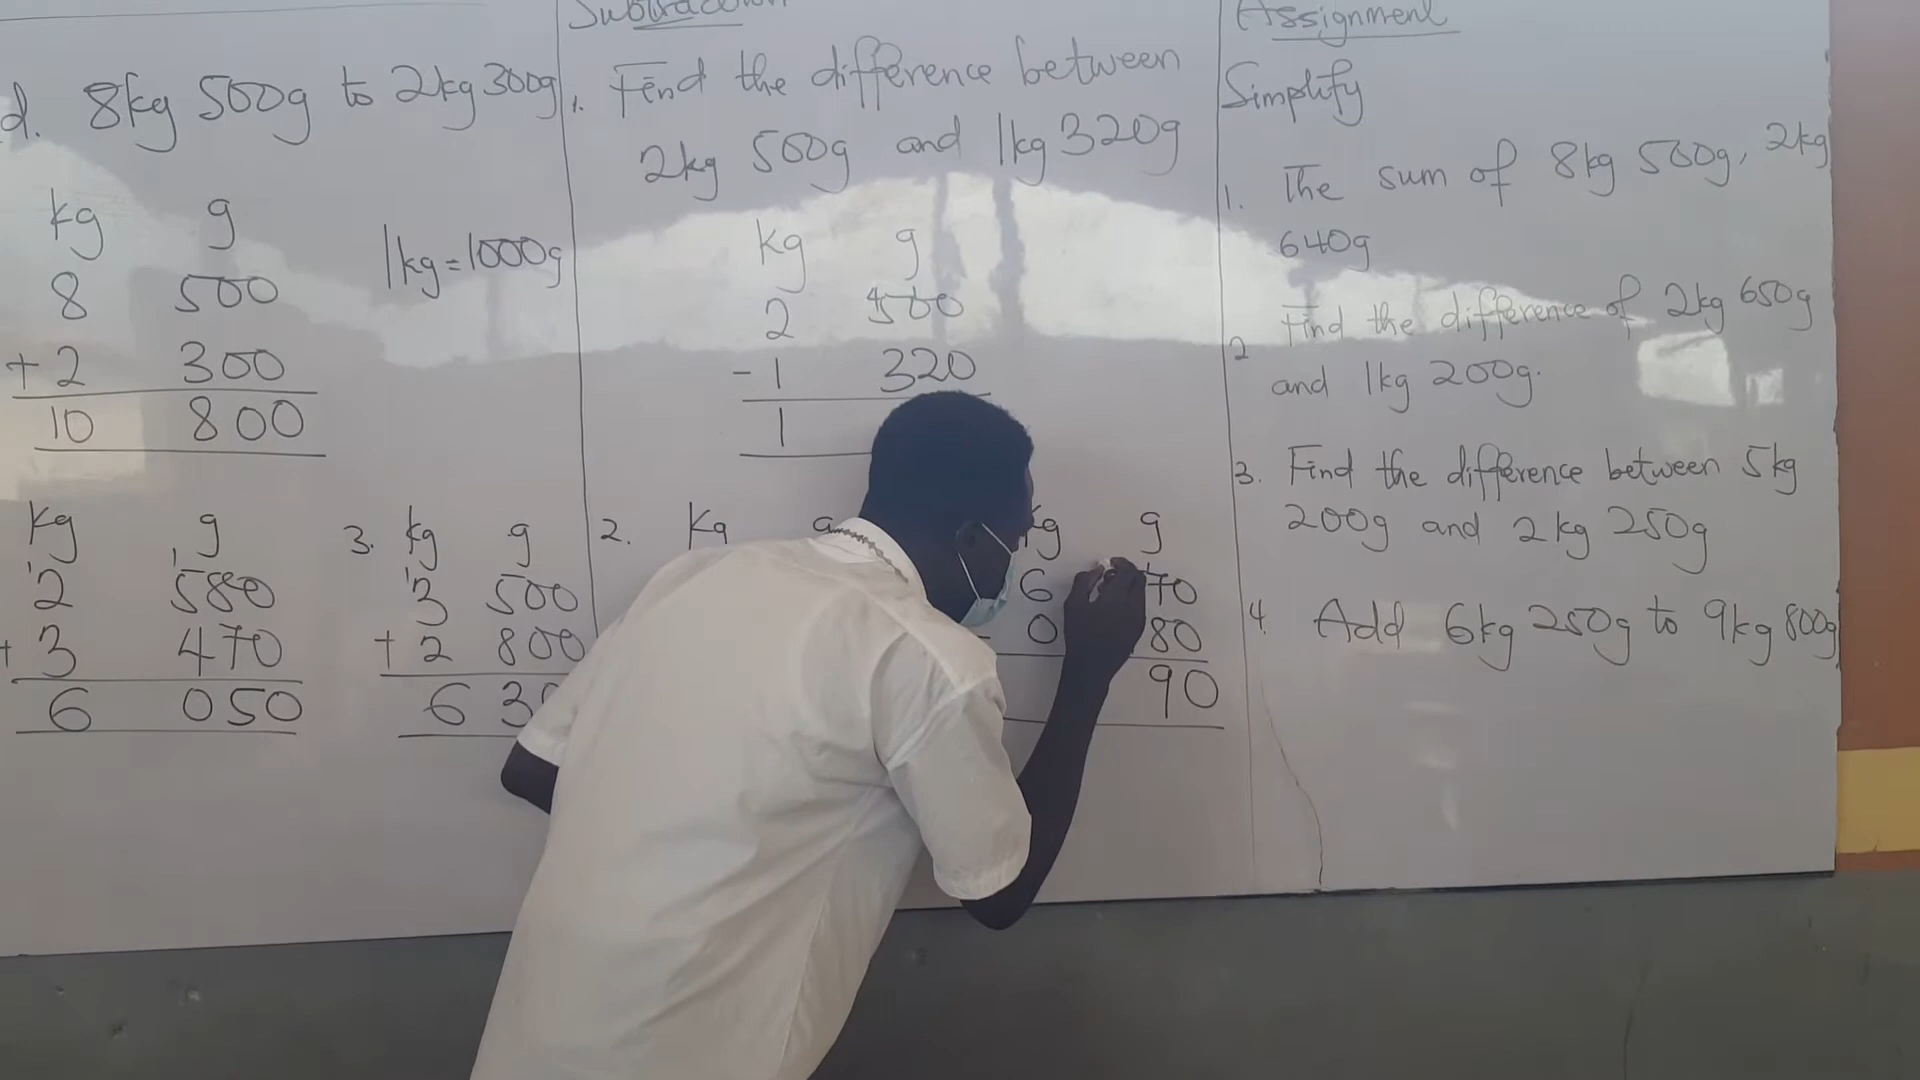 d. 8kg 500g to 2kg 300g
kg g
8 500
+ 2 300
10 800
1kg = 1000g
kg g
2 580
+ 3 470
6 050
3. kg g
3 500
+ 2 800
6 3
Subtraction
1. Find the difference between
2kg 500g and 1kg 320g
kg g
2 500
- 1 320
1
2. Kg g
kg g
6 70
- 0 80
90
Assignment
Simplify
1. The sum of 8kg 500g, 2kg
640g
2 Find the difference of 2kg 650g
and 1kg 200g.
3. Find the difference between 5kg
200g and 2kg 250g
4. Add 6kg 250g to 9kg 800g